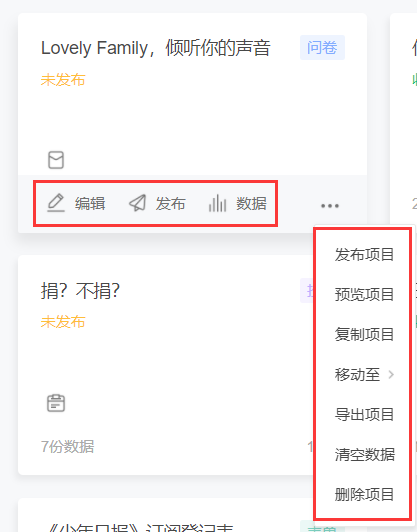 Lovely Family，倾听你的声音 问卷
未发布
编辑 发布 数据
发布项目
预览项目
复制项目
移动至
导出项目
清空数据
删除项目
捐？不捐？
未发布
7份数据
《少年日报》订阅登记表